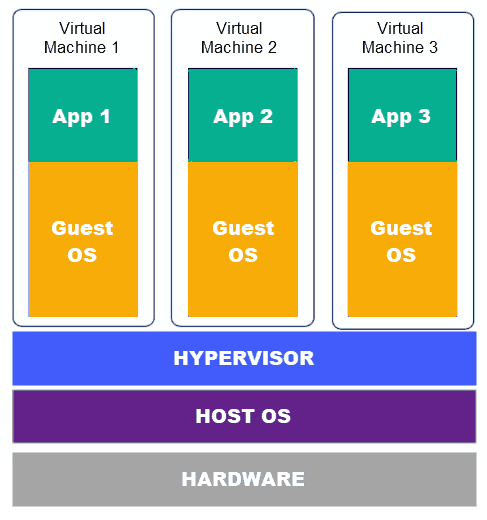 Virtual
Machine 1
Virtual
Machine 2
Virtual
Machine 3
App 1
App 2
App 3
Guest
OS
Guest
OS
Guest
OS
HYPERVISOR
HOST OS
HARDWARE